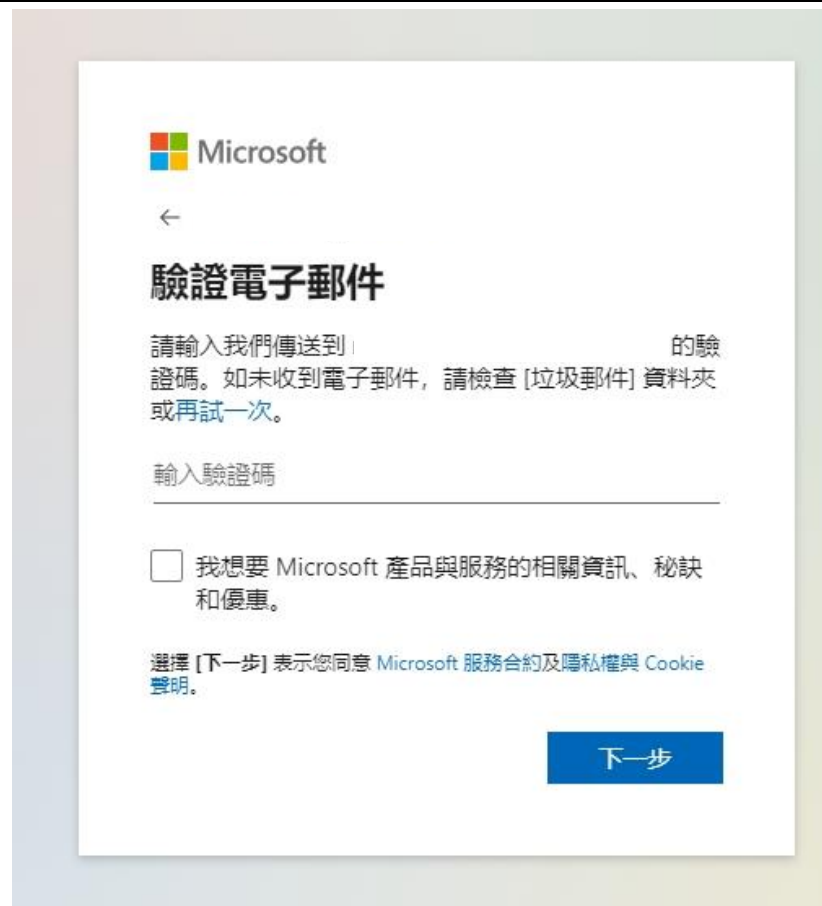 Microsoft
←
驗證電子郵件
請輸入我們傳送到 的驗
證碼。如未收到電子郵件，請檢查 [垃圾郵件] 資料夾
或再試一次。
輸入驗證碼
我想要 Microsoft 產品與服務的相關資訊、秘訣
和優惠。
選擇 [下一步] 表示您同意 Microsoft 服務合約及隱私權與 Cookie
聲明。
下一步